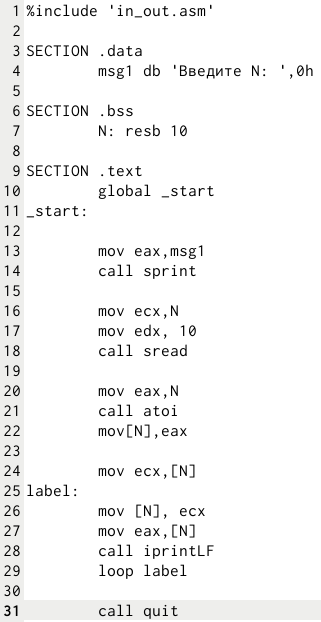 1 %include 'in_out.asm'
2
3 SECTION .data
4         msg1 db 'Введите N: ',0h
5
6 SECTION .bss
7         N: resb 10
8
9 SECTION .text
10         global _start
11 _start:
12
13         mov eax,msg1
14         call sprint
15
16         mov ecx,N
17         mov edx, 10
18         call sread
19
20         mov eax,N
21         call atoi
22         mov[N],eax
23
24         mov ecx,[N]
25 label:
26         mov [N], ecx
27         mov eax,[N]
28         call iprintLF
29         loop label
30
31         call quit